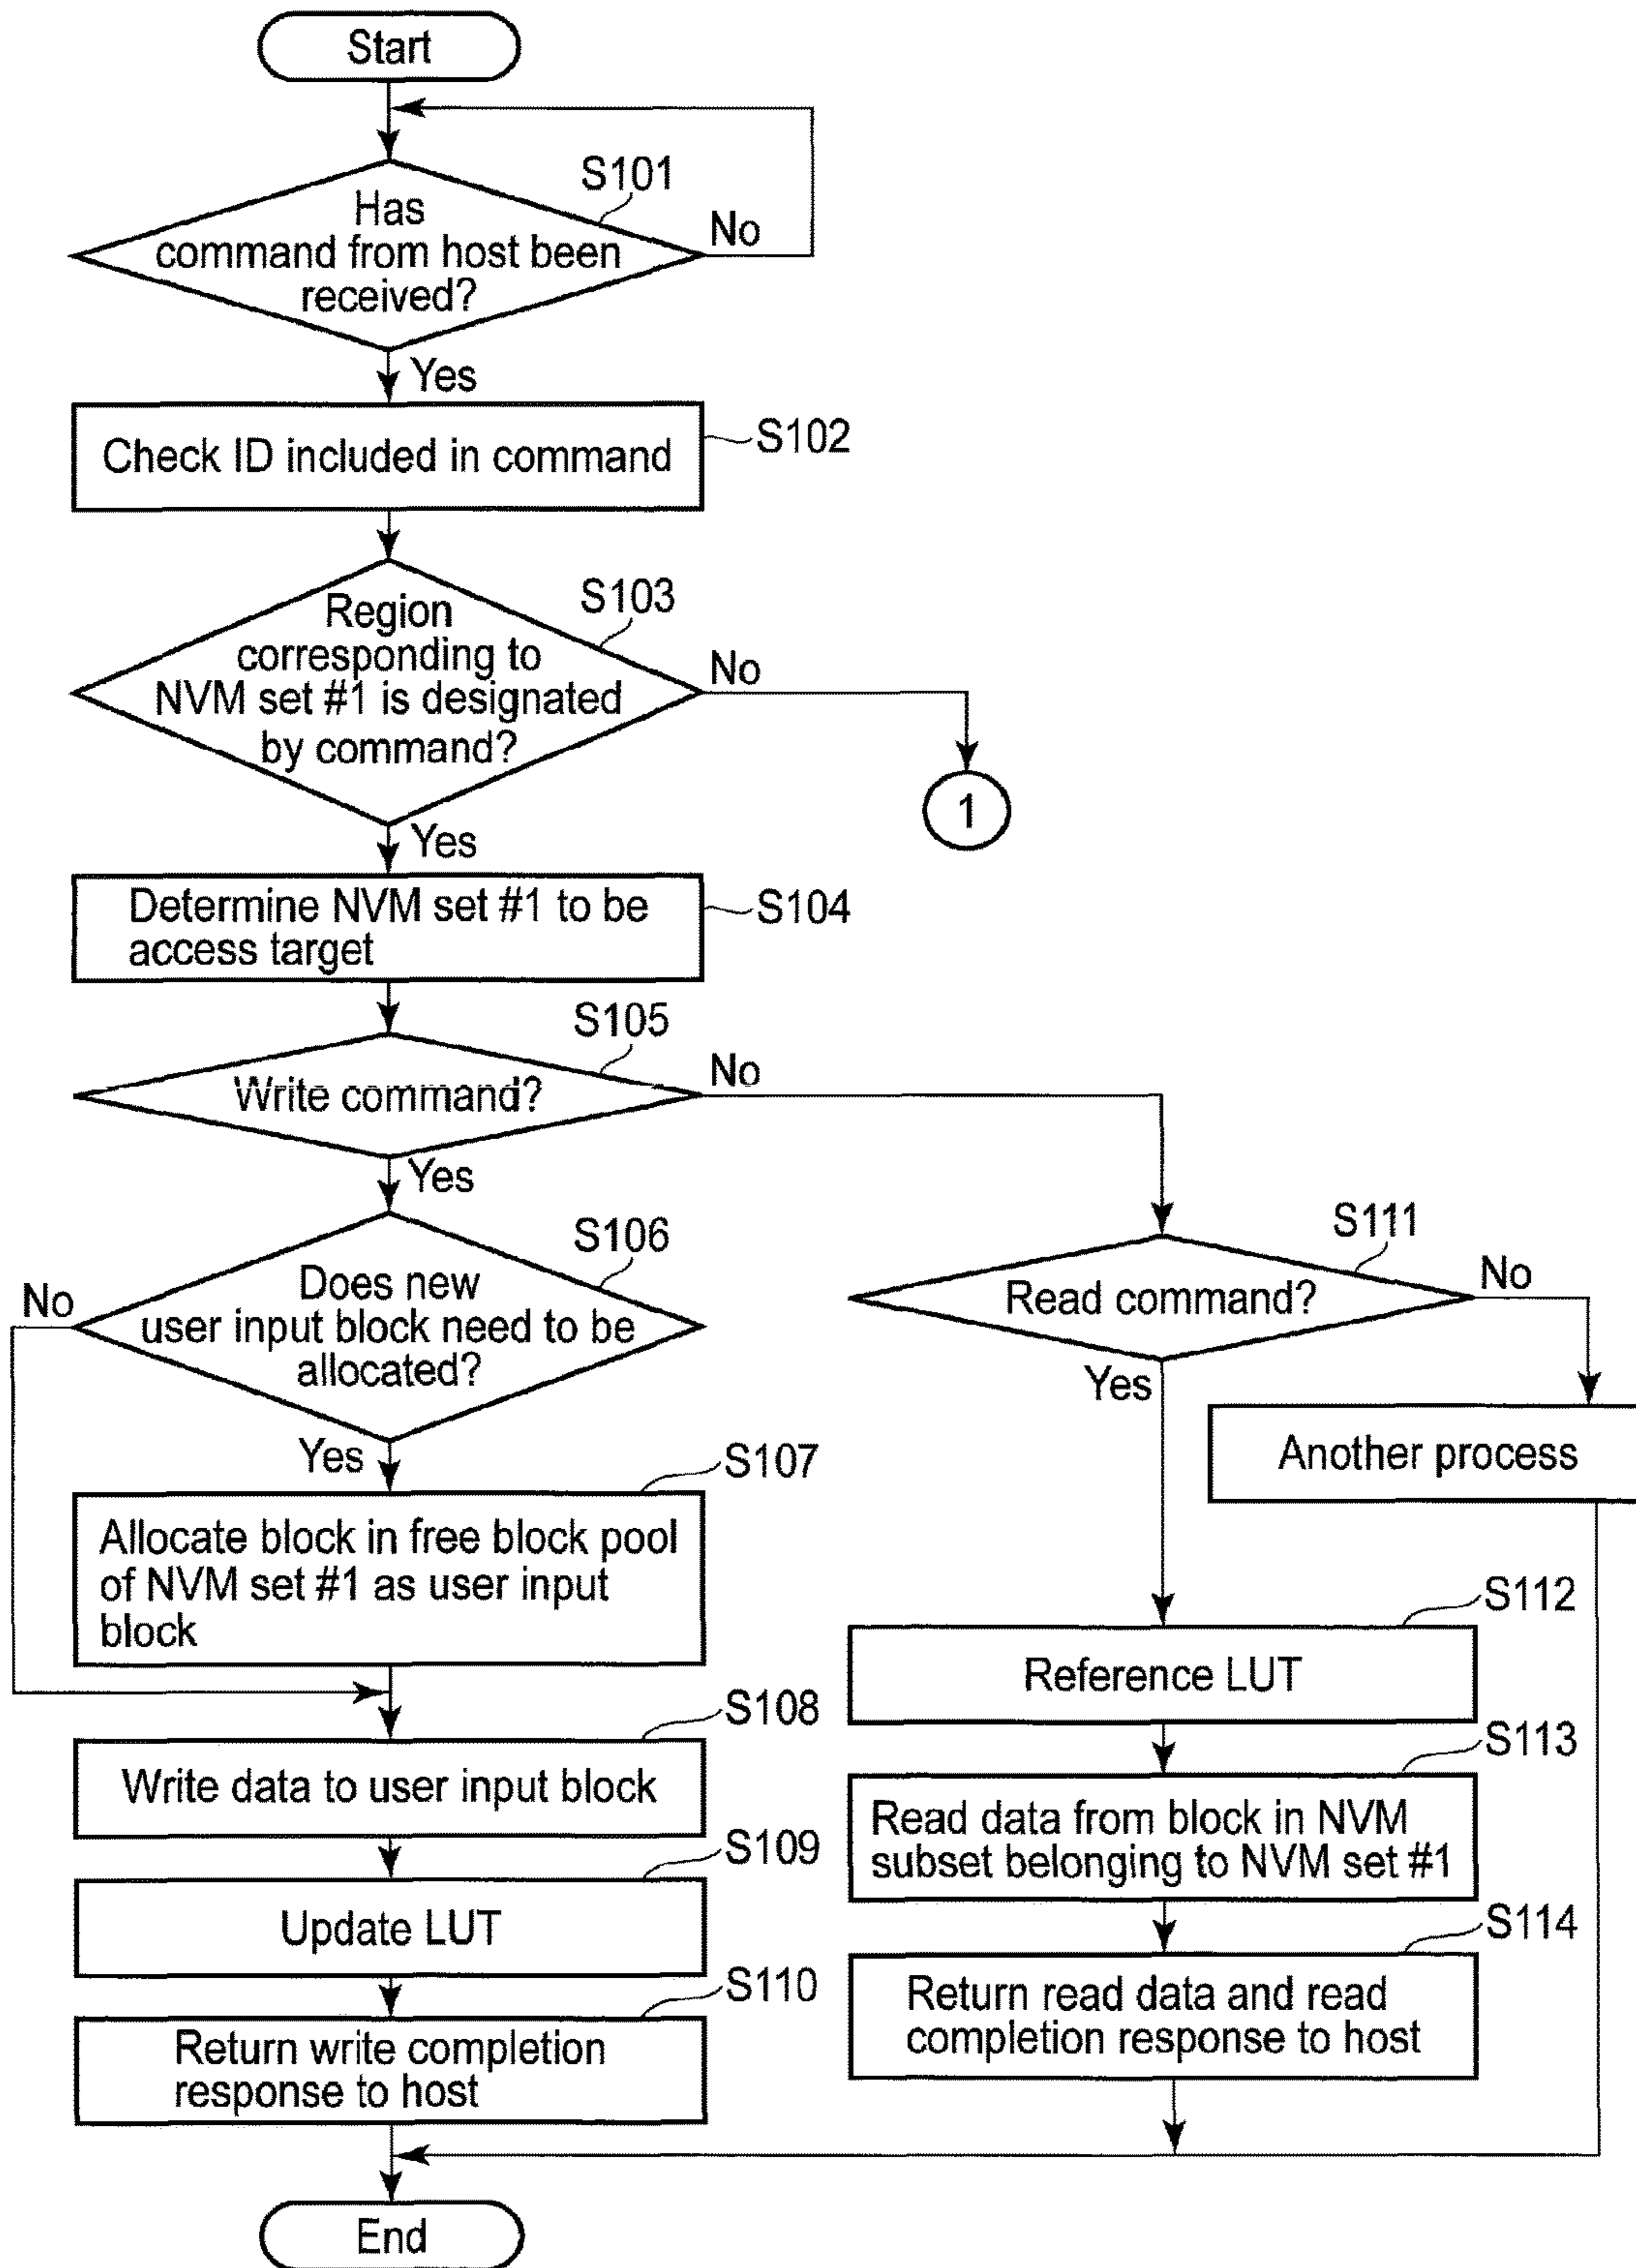 Start
S101
Has
command from host been
received?
No
Yes
Check ID included in command
S102
S103
Region
corresponding to
NVM set #1 is designated
by command?
No
1
Yes
Determine NVM set #1 to be
access target
S104
S105
Write command?
No
Yes
S106
Does new
user input block need to be
allocated?
No
Yes
S107
Allocate block in free block pool
of NVM set #1 as user input
block
S108
Write data to user input block
S109
Update LUT
S110
Return write completion
response to host
S111
Read command?
No
Yes
Another process
S112
Reference LUT
S113
Read data from block in NVM
subset belonging to NVM set #1
S114
Return read data and read
completion response to host
End